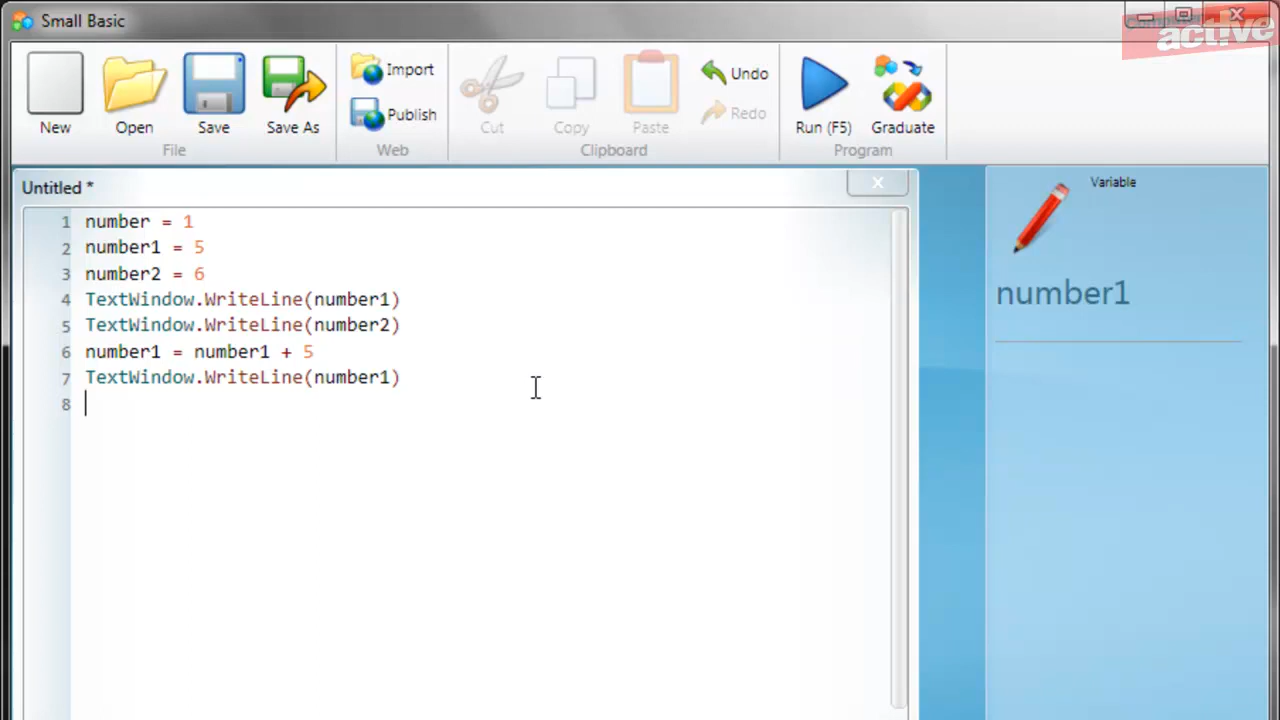 Small Basic
active
New
Open
Save
Save As
Import
Publish
Cut
Copy
Paste
Undo
Redo
Run (F5)
Graduate
File
Web
Clipboard
Program
Untitled *
Variable
number1
1 number = 1
2 number1 = 5
3 number2 = 6
4 TextWindow.WriteLine(number1)
5 TextWindow.WriteLine(number2)
6 number1 = number1 + 5
7 TextWindow.WriteLine(number1)
8